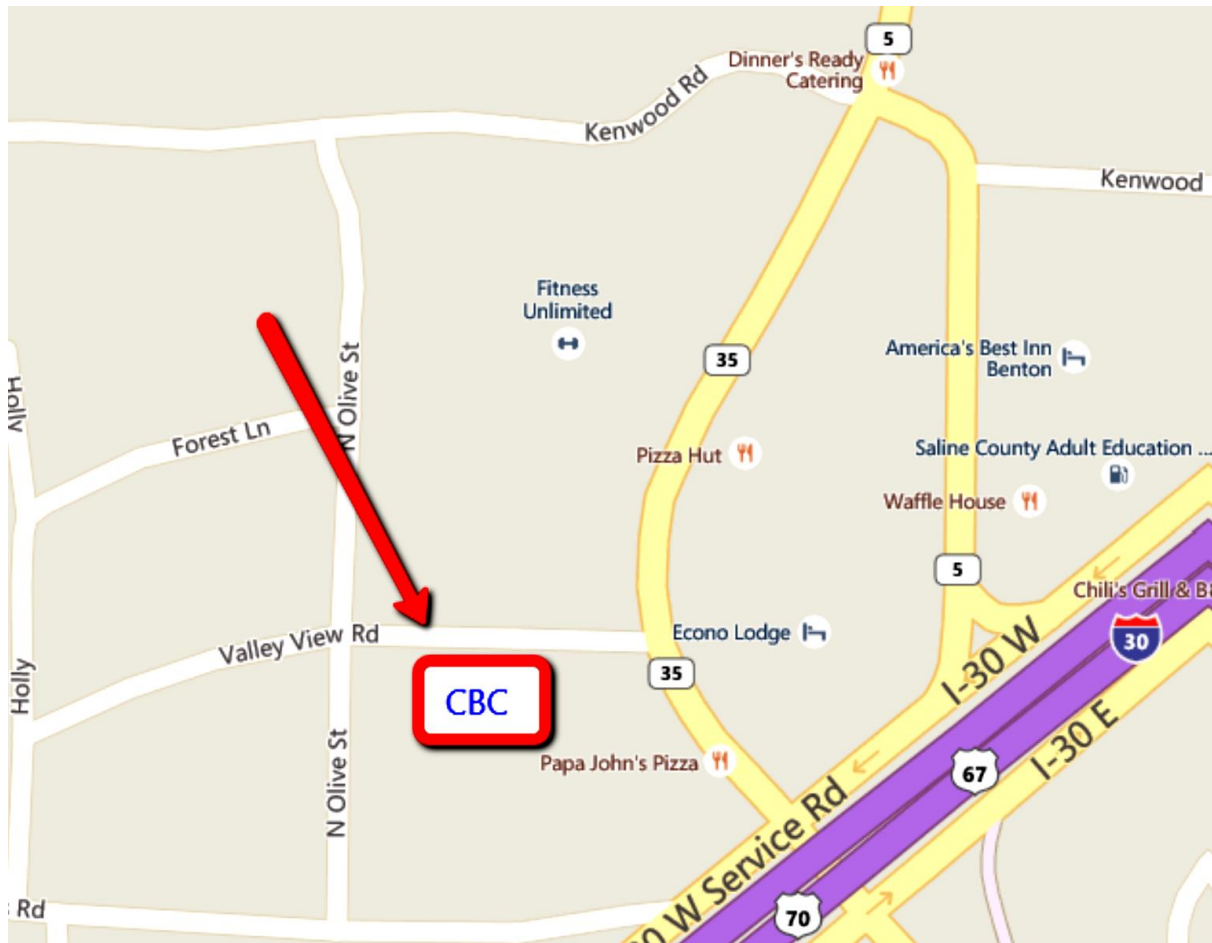 5
Dinner's Ready
Catering
Kenwood Rd
Kenwood
Fitness
Unlimited
N Olive St
35
America's Best Inn
Benton
Holly
Forest Ln
Pizza Hut
Saline County Adult Education ...
Waffle House
5
Chili's Grill & Ba
30
Valley View Rd
Econo Lodge
I-30 W
35
Holly
CBC
I-30 E
Papa John's Pizza
67
N Olive St
0 W Service Rd
Rd
70